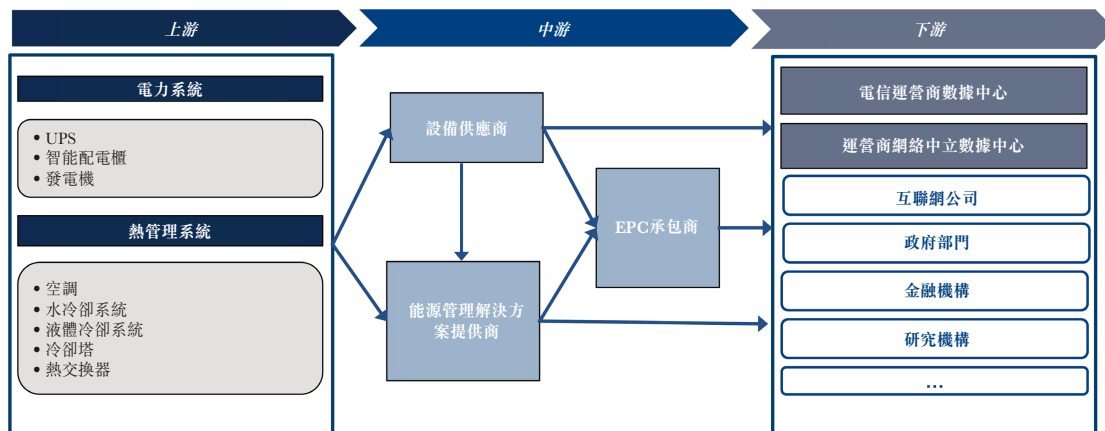 上游
中游
下游
電力系統
• UPS
• 智能配電櫃
• 發電機
熱管理系統
• 空調
• 水冷卻系統
• 液體冷卻系統
• 冷卻塔
• 熱交換器
設備供應商
能源管理解決方
案提供商
EPC承包商
電信運營商數據中心
運營商網絡中立數據中心
互聯網公司
政府部門
金融機構
研究機構
...